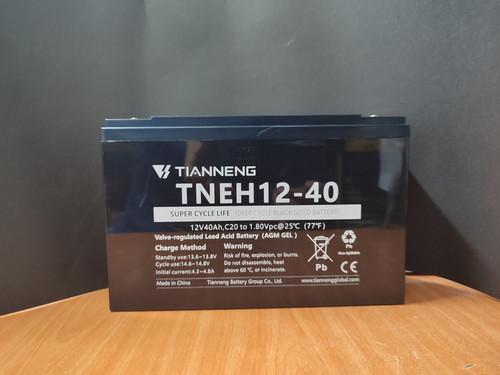 TIANNENG
TNEH12-40
SUPER CYCLE LIFE (DEEP CYCLE BLACK GOLD BATTERY)
12V40Ah,C20 to 1.80Vpc@25℃ (77℉)
Valve-regulated Lead Acid Battery (AGM GEL)
Charge Method
Standby use:13.6~13.8V
Cycle use:14.6~14.8V
Initial current:4.3~4.8A
Warning
Risk of fire, explosion, or burns.
Do not disassemble, heat
above 60 ℃, or incinerate.
Pb
Pb
Non-Spillable
CE
Made in China
Tianneng Battery Group Co., Ltd.
www.tiannengglobal.com